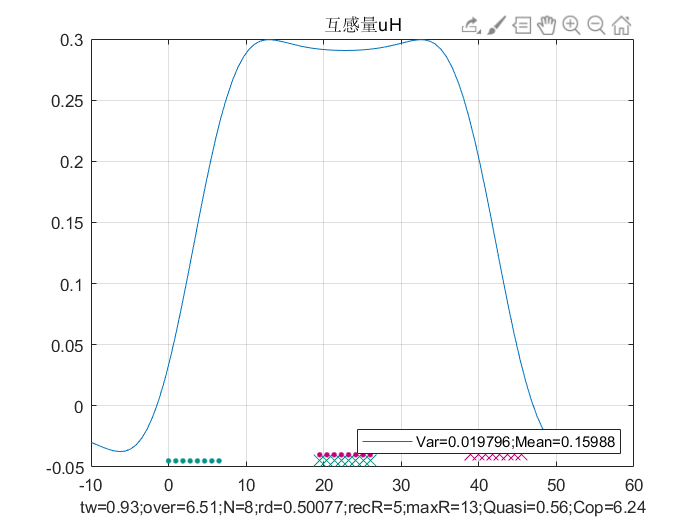 互感量uH
0.3
0.25
0.2
0.15
0.1
0.05
0
-0.05
Var=0.019796;Mean=0.15988
-10 0 10 20 30 40 50 60
tw=0.93;over=6.51;N=8;rd=0.50077;recR=5;maxR=13;Quasi=0.56;Cop=6.24